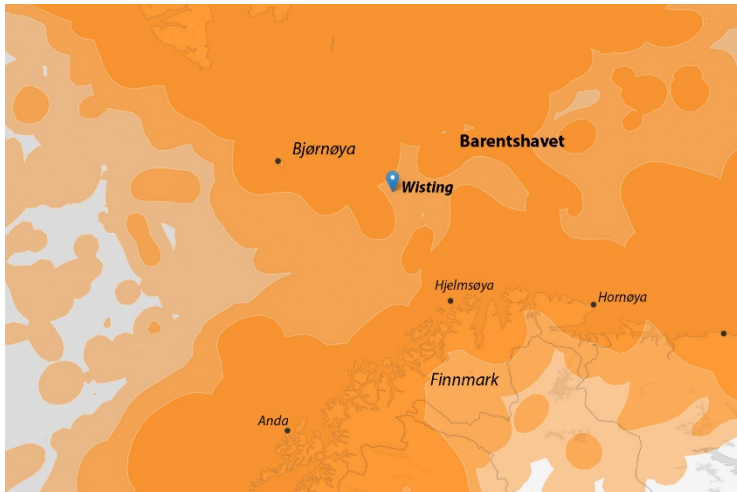 Barentshavet
Bjørnøya
Wisting
Hjelmsøya
Hornøya
Finnmark
Anda